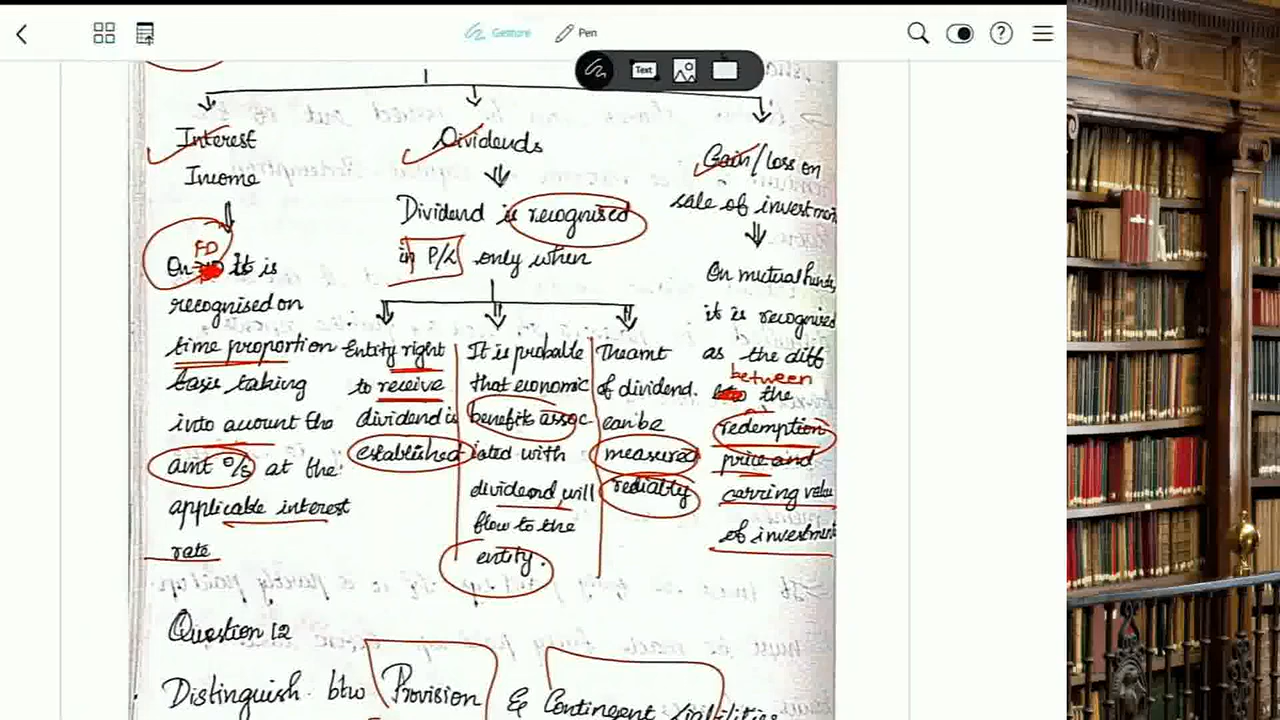 Gesture
Pen
Text
Interest
Income
On FD it is
recognised on
time proportion
basis taking
into account the
amt o/s at the
applicable interest
rate
Dividends
Dividend is recognised
in P/L only when
Entity right
to receive
dividend is
established
It is probable
that economic
benefits assoc
iated with
dividend will
flow to the
entity.
The amt
of dividend.
can be
measured
reliably
Gain/loss on
sale of investment
On mutual funds,
it is recognised
as the diff
between
the
redemption
price and
carring value
of investment
Question 12
Distinguish btw Provision & Contingent Liabilities